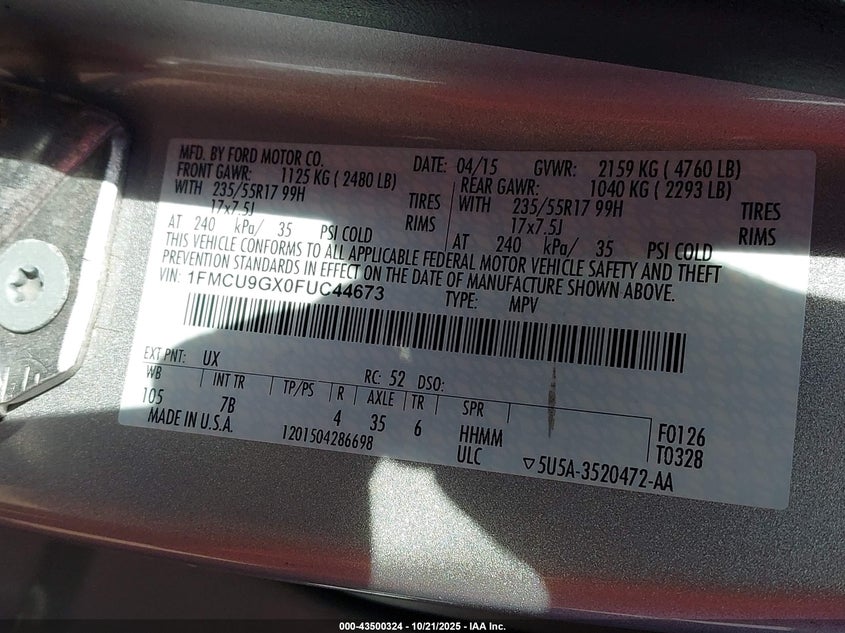 MFD. BY FORD MOTOR CO.
DATE: 04/15 GVWR: 2159 KG ( 4760 LB)
FRONT GAWR: 1125 KG ( 2480 LB) REAR GAWR: 1040 KG ( 2293 LB)
WITH 235/55R17 99H TIRES WITH 235/55R17 99H TIRES
17x7.5J RIMS 17x7.5J RIMS
AT 240 kPa/ 35 PSI COLD AT 240 kPa/ 35 PSI COLD
THIS VEHICLE CONFORMS TO ALL APPLICABLE FEDERAL MOTOR VEHICLE SAFETY AND THEFT
PREVENTION STANDARDS IN EFFECT ON THE DATE OF MANUFACTURE SHOWN ABOVE.
VIN: 1FMCU9GX0FUC44673 TYPE: MPV
EXT PNT: UX RC: 52 DSO:
WB INT TR TP/PS R AXLE TR SPR
105 7B 4 35 6 HHMM F0126
MADE IN U.S.A. ULC T0328
1201504286698 ▽5U5A-3520472-AA
000-43500324 - 10/21/2025 - IAA Inc.